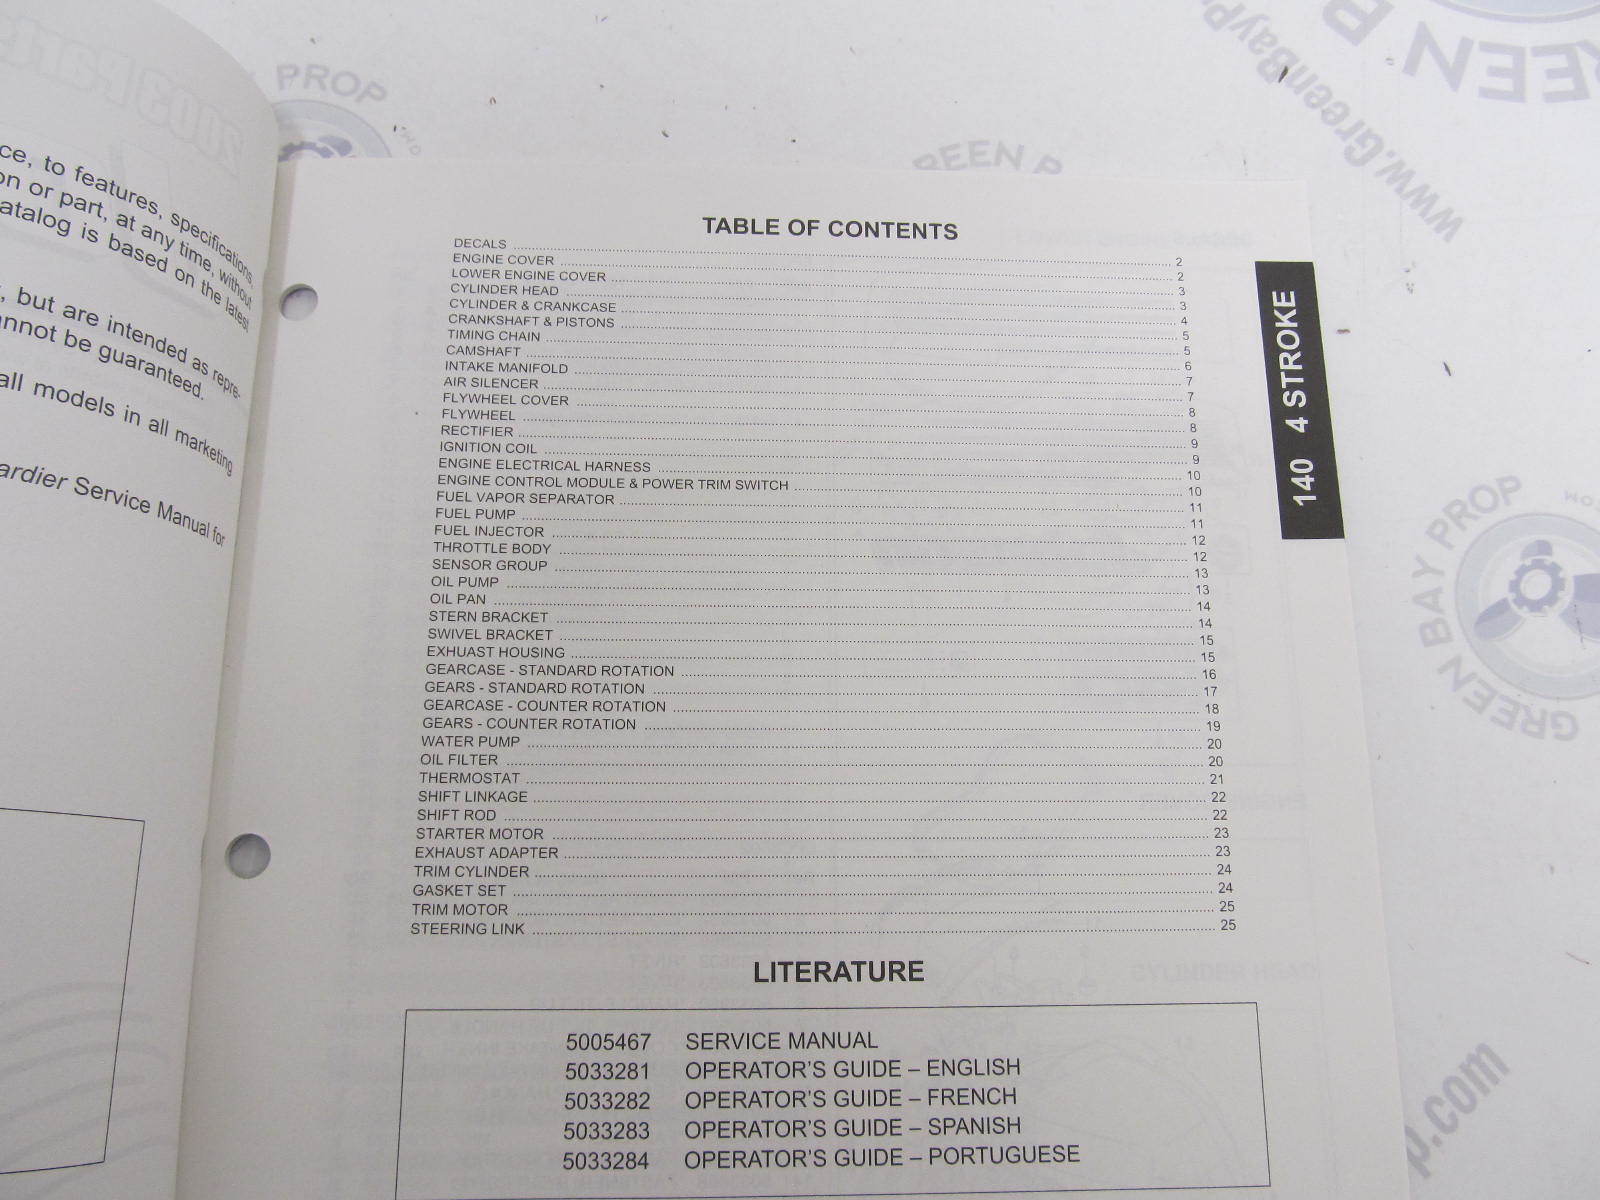 ce, to features, specifications,
on or part, at any time, without
atalog is based on the latest
, but are intended as repre-
annot be guaranteed.
all models in all marketing
ardier Service Manual for
TABLE OF CONTENTS
DECALS 2
ENGINE COVER 2
LOWER ENGINE COVER 3
CYLINDER HEAD 3
CYLINDER & CRANKCASE 4
CRANKSHAFT & PISTONS 5
TIMING CHAIN 5
CAMSHAFT 6
INTAKE MANIFOLD 7
AIR SILENCER 7
FLYWHEEL COVER 8
FLYWHEEL 8
RECTIFIER 9
IGNITION COIL 9
ENGINE ELECTRICAL HARNESS 10
ENGINE CONTROL MODULE & POWER TRIM SWITCH 10
FUEL VAPOR SEPARATOR 11
FUEL PUMP 11
FUEL INJECTOR 12
THROTTLE BODY 12
SENSOR GROUP 13
OIL PUMP 13
OIL PAN 14
STERN BRACKET 14
SWIVEL BRACKET 15
EXHUAST HOUSING 15
GEARCASE - STANDARD ROTATION 16
GEARS - STANDARD ROTATION 17
GEARCASE - COUNTER ROTATION 18
GEARS - COUNTER ROTATION 19
WATER PUMP 20
OIL FILTER 20
THERMOSTAT 21
SHIFT LINKAGE 22
SHIFT ROD 22
STARTER MOTOR 23
EXHAUST ADAPTER 23
TRIM CYLINDER 24
GASKET SET 24
TRIM MOTOR 25
STEERING LINK 25
LITERATURE
5005467 SERVICE MANUAL
5033281 OPERATOR'S GUIDE – ENGLISH
5033282 OPERATOR'S GUIDE – FRENCH
5033283 OPERATOR'S GUIDE – SPANISH
5033284 OPERATOR'S GUIDE – PORTUGUESE
140 4 STROKE
PROP
REEN P
REEN B
www.GreenBayP
GREEN BAY PROP
p.com